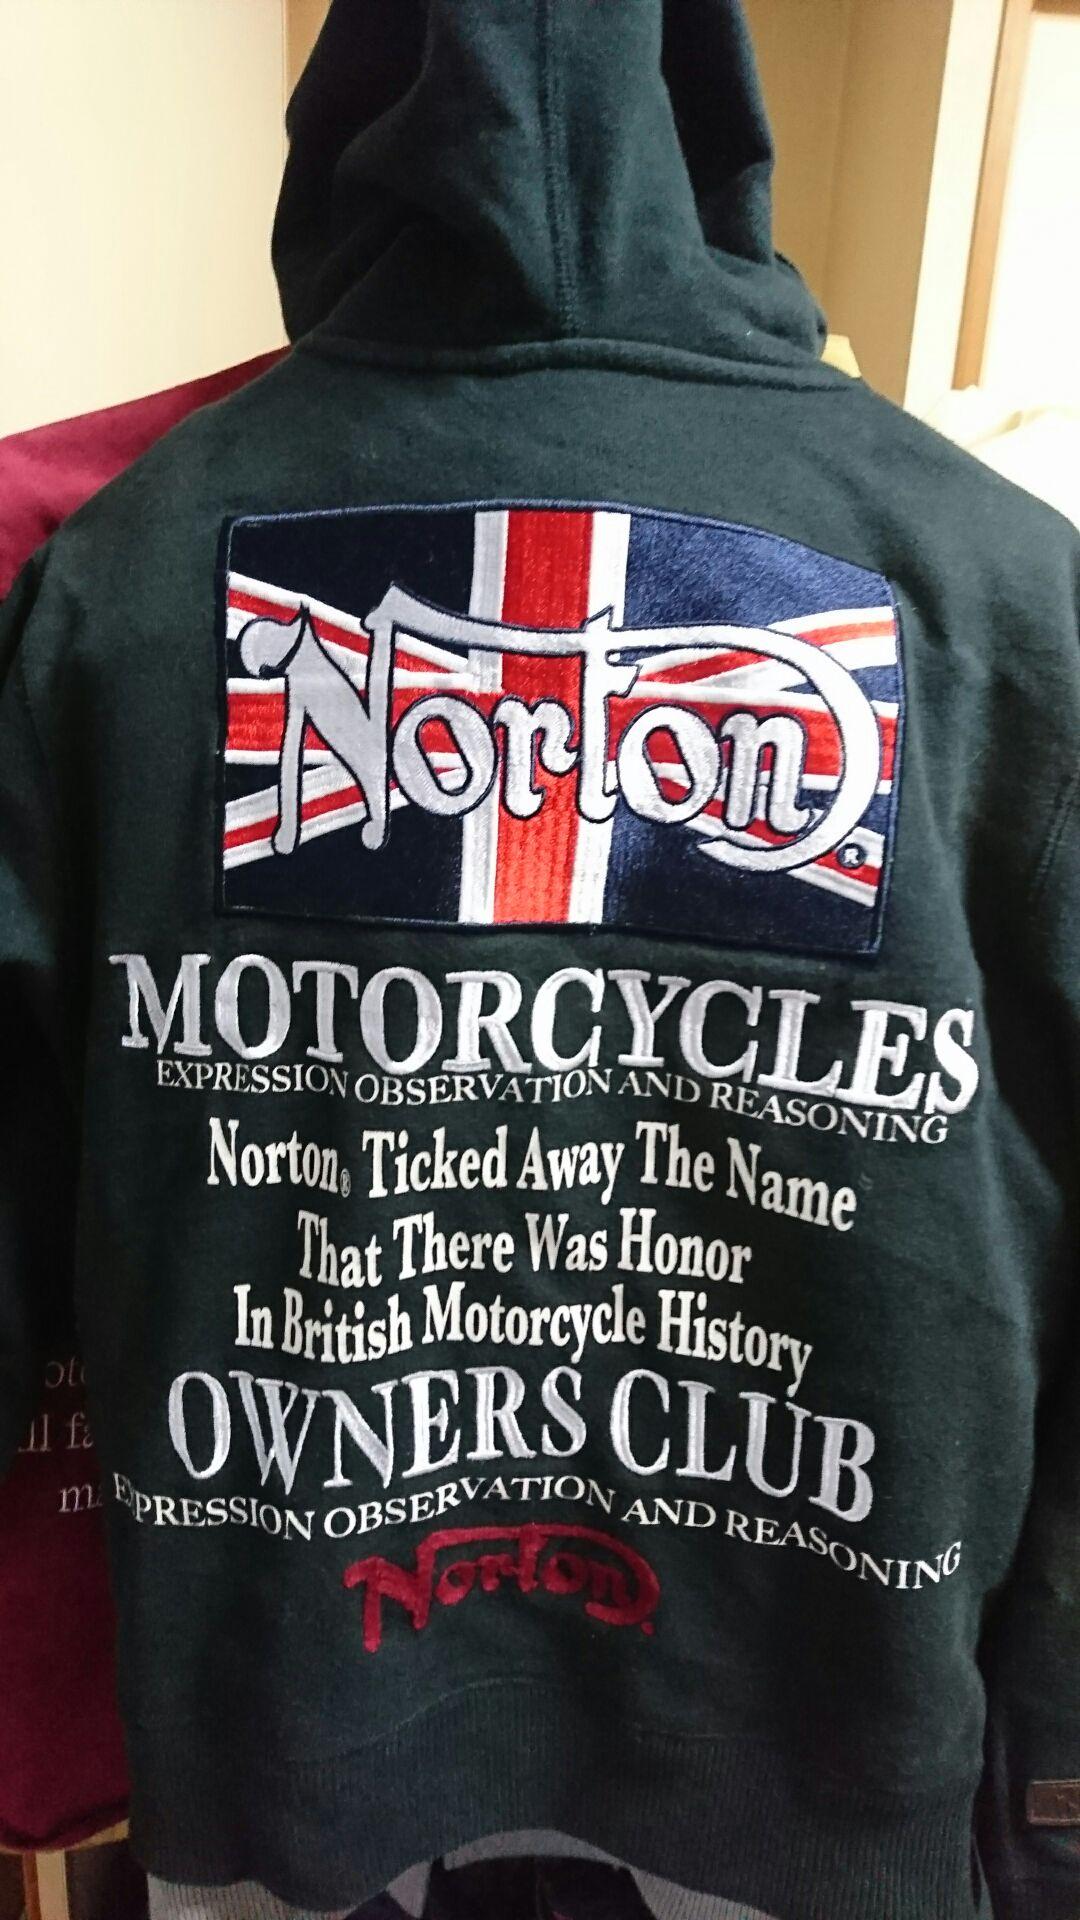 Norton®
MOTORCYCLES
EXPRESSION OBSERVATION AND REASONING
Norton® Ticked Away The Name
That There Was Honor
In British Motorcycle History
OWNERS CLUB
EXPRESSION OBSERVATION AND REASONING
Norton.